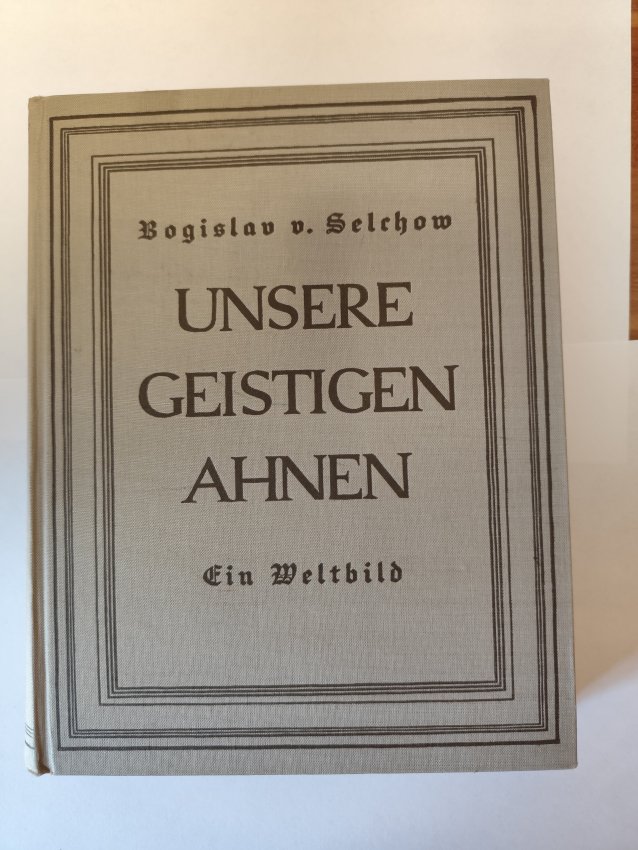 Bogislav v. Selchow
UNSERE
GEISTIGEN
AHNEN
Ein Weltbild